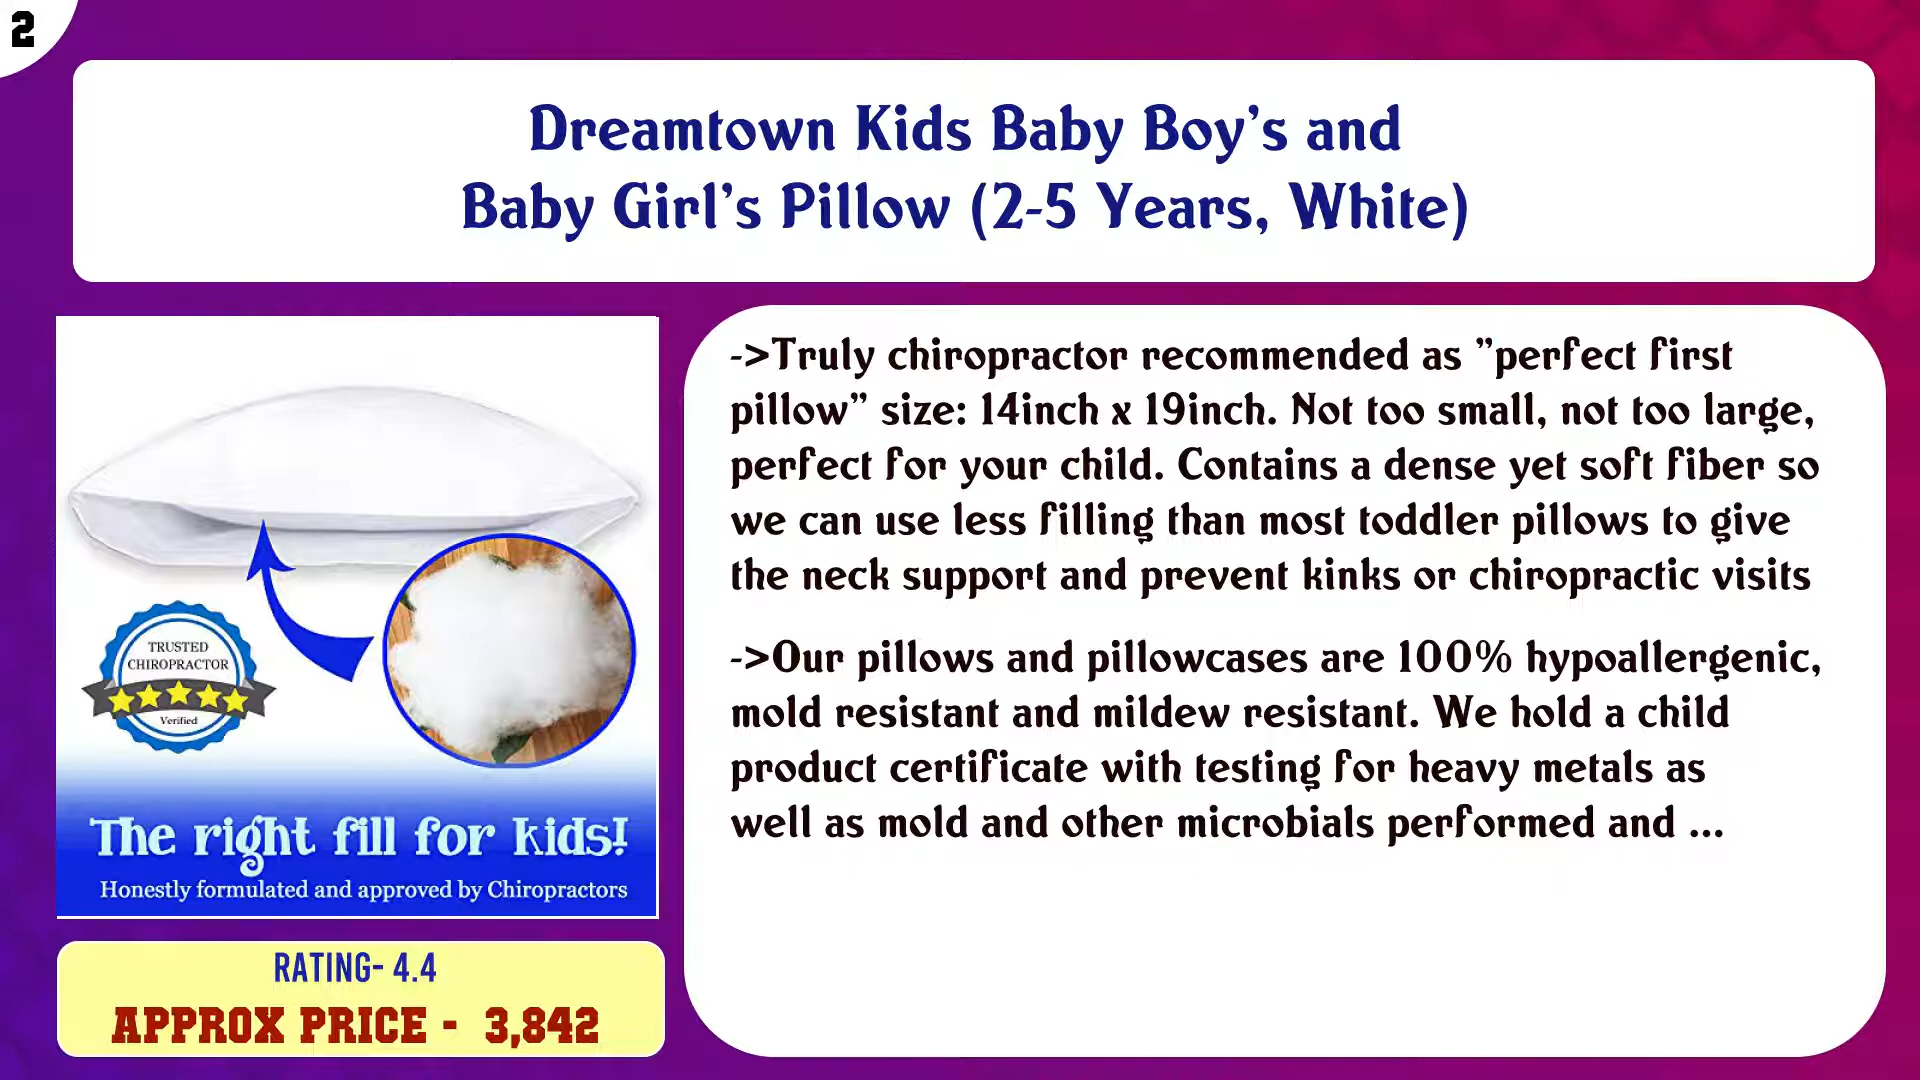 2
Dreamtown Kids Baby Boy's and
Baby Girl's Pillow (2-5 Years, White)
->Truly chiropractor recommended as "perfect first
pillow" size: 14inch x 19inch. Not too small, not too large,
perfect for your child. Contains a dense yet soft fiber so
we can use less filling than most toddler pillows to give
the neck support and prevent kinks or chiropractic visits
->Our pillows and pillowcases are 100% hypoallergenic,
mold resistant and mildew resistant. We hold a child
product certificate with testing for heavy metals as
well as mold and other microbials performed and ...
TRUSTED
CHIROPRACTOR
Verified
The right fill for kids!
Honestly formulated and approved by Chiropractors
RATING- 4.4
APPROX PRICE - 3,842